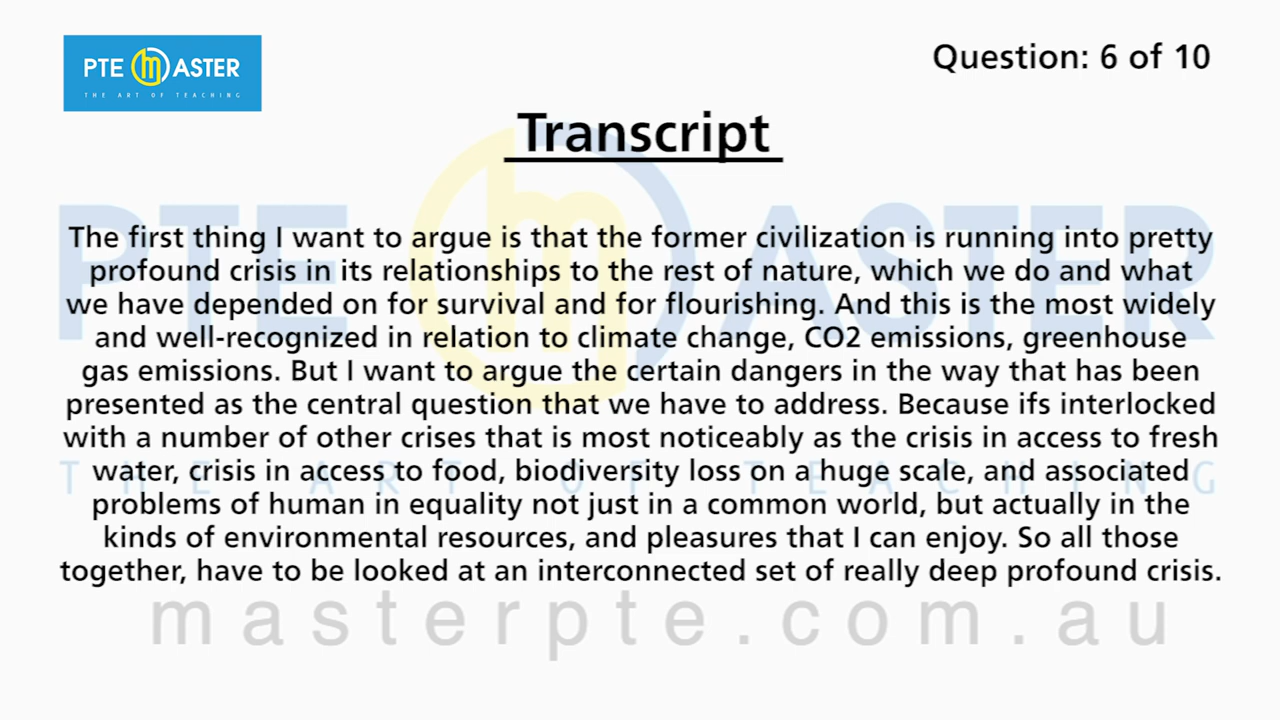 PTE MASTER
THE ART OF TEACHING
Question: 6 of 10
Transcript
The first thing I want to argue is that the former civilization is running into pretty
profound crisis in its relationships to the rest of nature, which we do and what
we have depended on for survival and for flourishing. And this is the most widely
and well-recognized in relation to climate change, CO2 emissions, greenhouse
gas emissions. But I want to argue the certain dangers in the way that has been
presented as the central question that we have to address. Because ifs interlocked
with a number of other crises that is most noticeably as the crisis in access to fresh
water, crisis in access to food, biodiversity loss on a huge scale, and associated
problems of human in equality not just in a common world, but actually in the
kinds of environmental resources, and pleasures that I can enjoy. So all those
together, have to be looked at an interconnected set of really deep profound crisis.
PTE MASTER
THE ART OF TEACHING
masterpte.com.au